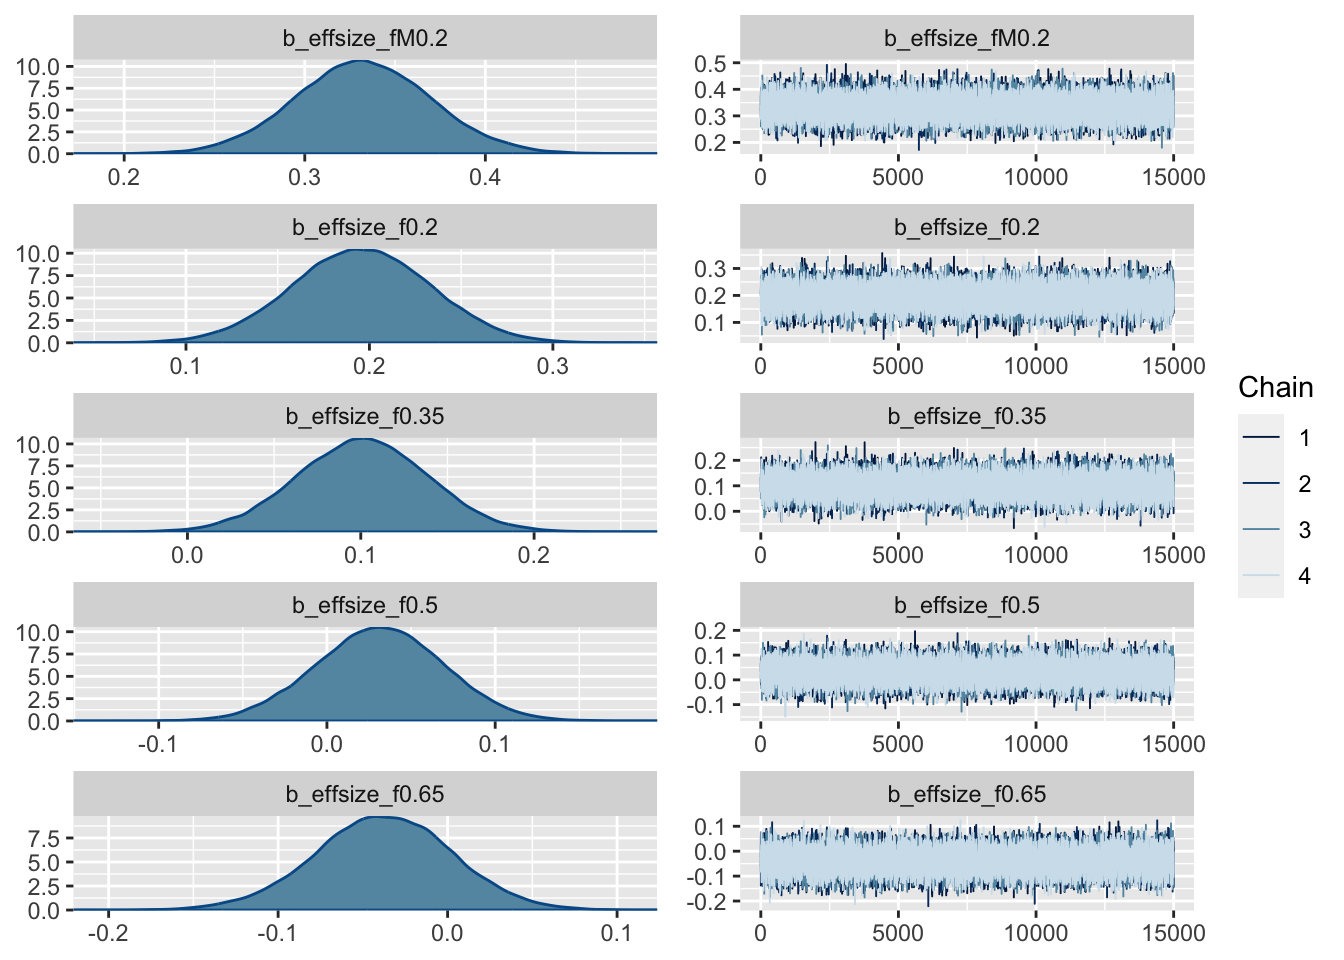 b_effsize_fM0.2
10.0
7.5
5.0
2.5
0.0
0.2 0.3 0.4
b_effsize_fM0.2
0.5
0.4
0.3
0.2
0 5000 10000 15000
b_effsize_f0.2
10.0
7.5
5.0
2.5
0.0
0.1 0.2 0.3
b_effsize_f0.2
0.3
0.2
0.1
0 5000 10000 15000
b_effsize_f0.35
10.0
7.5
5.0
2.5
0.0
0.0 0.1 0.2
b_effsize_f0.35
0.2
0.1
0.0
0 5000 10000 15000
b_effsize_f0.5
10.0
7.5
5.0
2.5
0.0
-0.1 0.0 0.1
b_effsize_f0.5
0.2
0.1
0.0
-0.1
0 5000 10000 15000
b_effsize_f0.65
7.5
5.0
2.5
0.0
-0.2 -0.1 0.0 0.1
b_effsize_f0.65
0.1
0.0
-0.1
-0.2
0 5000 10000 15000
Chain
1
2
3
4